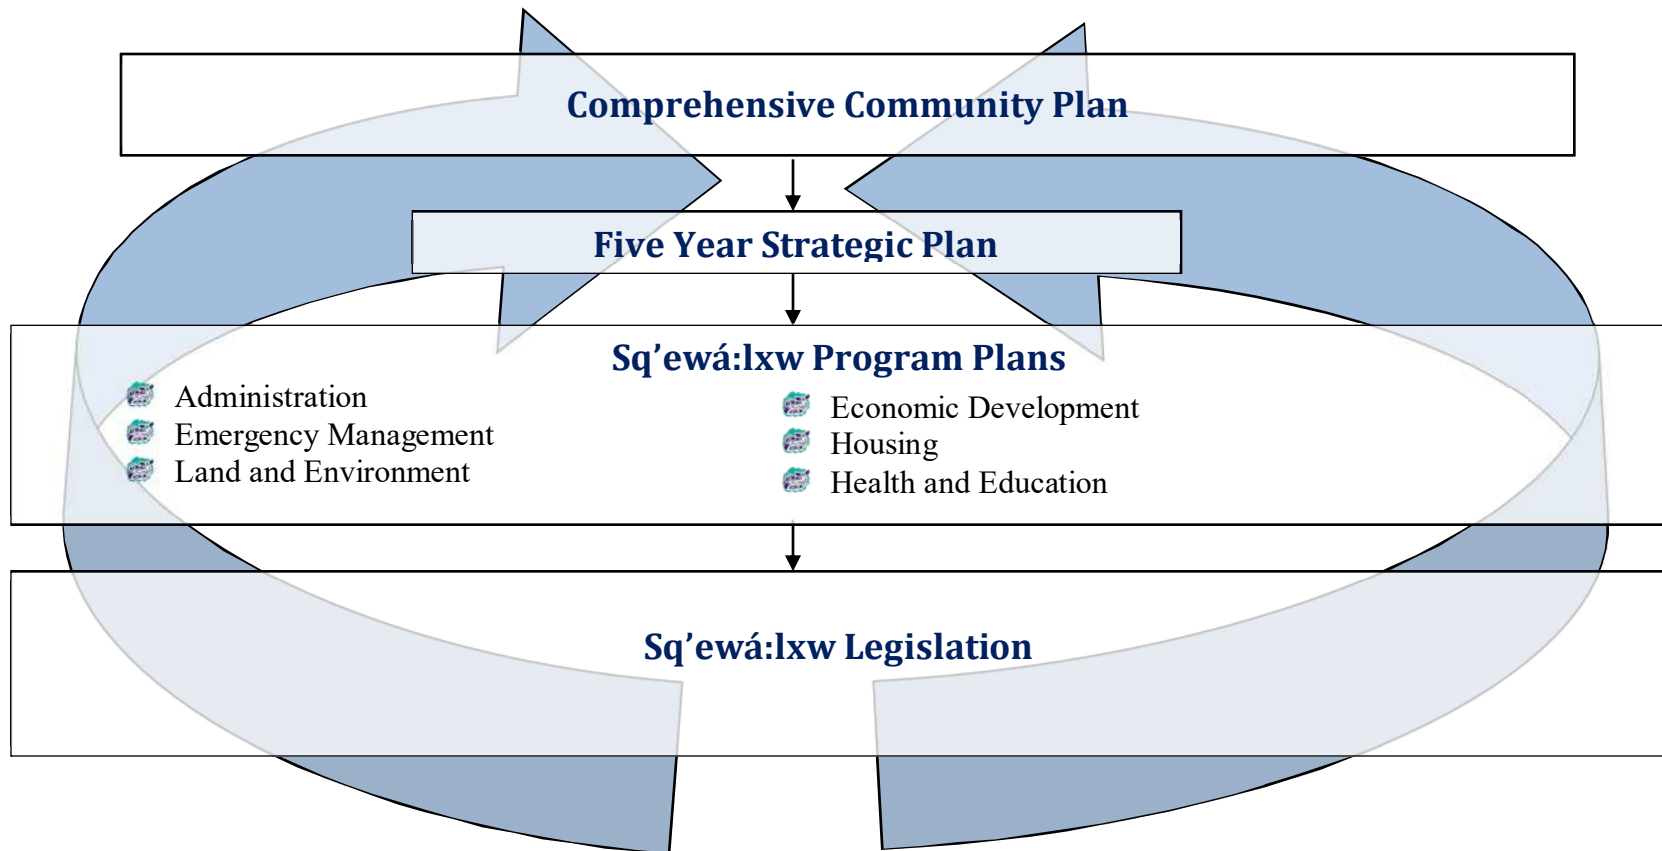 Comprehensive Community Plan
Five Year Strategic Plan
Sq’ewá:lxw Program Plans
Administration
Emergency Management
Land and Environment
Economic Development
Housing
Health and Education
Sq’ewá:lxw Legislation